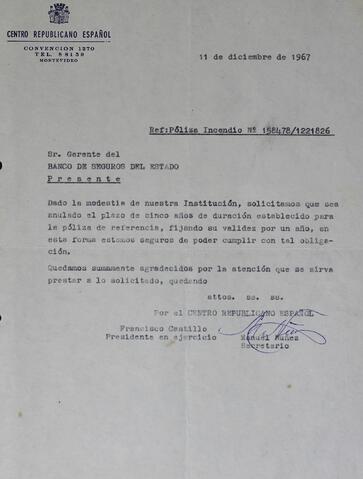 CENTRO REPUBLICANO ESPAÑOL
CONVENCION 1270
TEL. 88139
MONTEVIDEO
11 de diciembre de 1967
Ref:Póliza Incendio Nº 158478/1221826
Sr. Gerente del
BANCO DE SEGUROS DEL ESTADO
Presente
Dado la modestia de nuestra Institución, solicitamos que sea
anulado el plazo de cinco años de duración establecido para
la póliza de referencia, fijando su validez por un año, en
esta forma estamos seguros de poder cumplir con tal obliga-
ción.
Quedamos sumamente agradecidos por la atención que se sirva
prestar a lo solicitado, quedando
attos. ss. ss.
Por el CENTRO REPUBLICANO ESPAÑOL
Francisco Castillo
Presidente en ejercicio
Manuel Núñez
Secretario